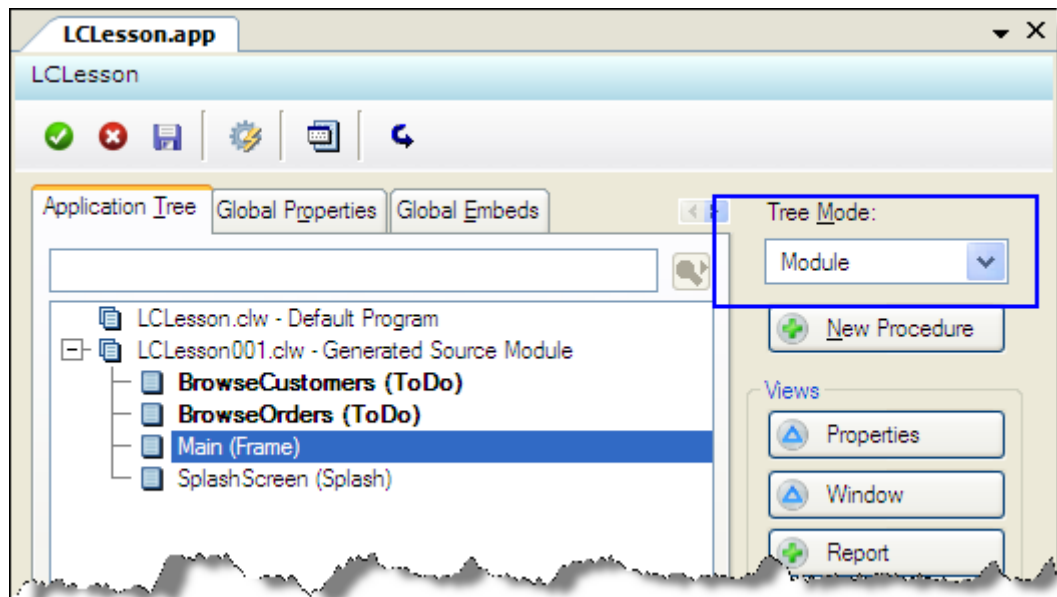 LCLesson.app
LCLesson
Application Tree Global Properties Global Embeds
Tree Mode:
Module
LCLesson.clw - Default Program
LCLesson001.clw - Generated Source Module
BrowseCustomers (ToDo)
BrowseOrders (ToDo)
Main (Frame)
SplashScreen (Splash)
New Procedure
Views
Properties
Window
Report